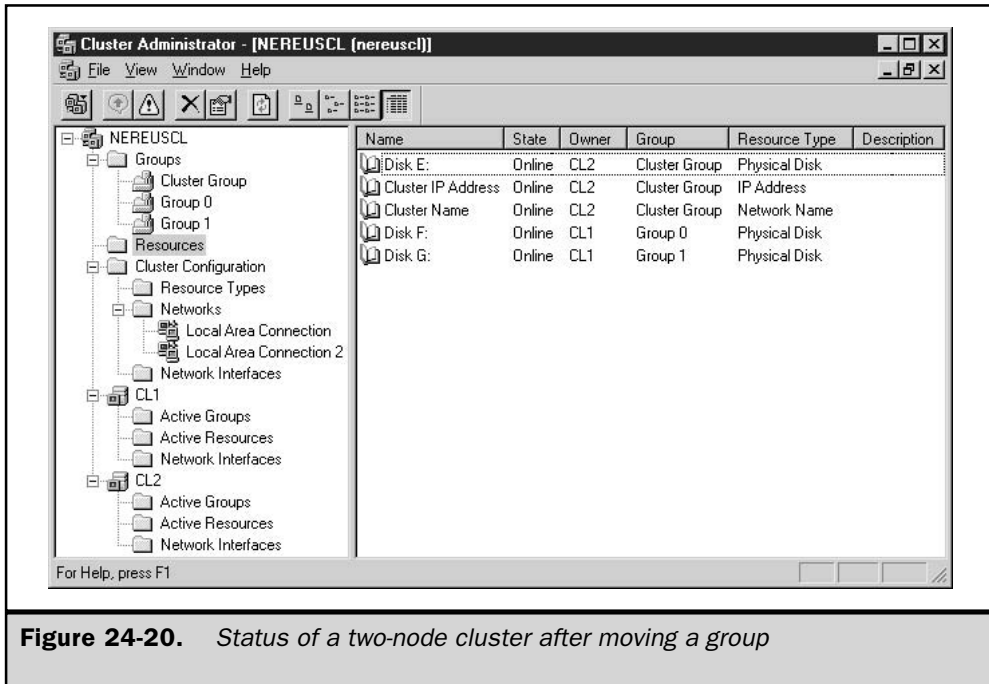 Cluster Administrator - [NEREUSCL (nereuscl)]
File View Window Help
NEREUSCL
Groups
Cluster Group
Group 0
Group 1
Resources
Cluster Configuration
Resource Types
Networks
Local Area Connection
Local Area Connection 2
Network Interfaces
CL1
Active Groups
Active Resources
Network Interfaces
CL2
Active Groups
Active Resources
Network Interfaces
Name State Owner Group Resource Type Description
Disk E: Online CL2 Cluster Group Physical Disk
Cluster IP Address Online CL2 Cluster Group IP Address
Cluster Name Online CL2 Cluster Group Network Name
Disk F: Online CL1 Group 0 Physical Disk
Disk G: Online CL1 Group 1 Physical Disk
For Help, press F1
Figure 24-20. Status of a two-node cluster after moving a group